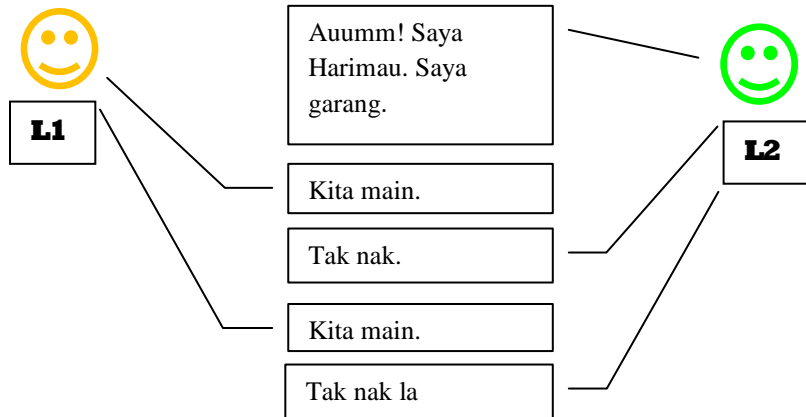 Auumm! Saya
Harimau. Saya
garang.
L1
L2
Kita main.
Tak nak.
Kita main.
Tak nak la